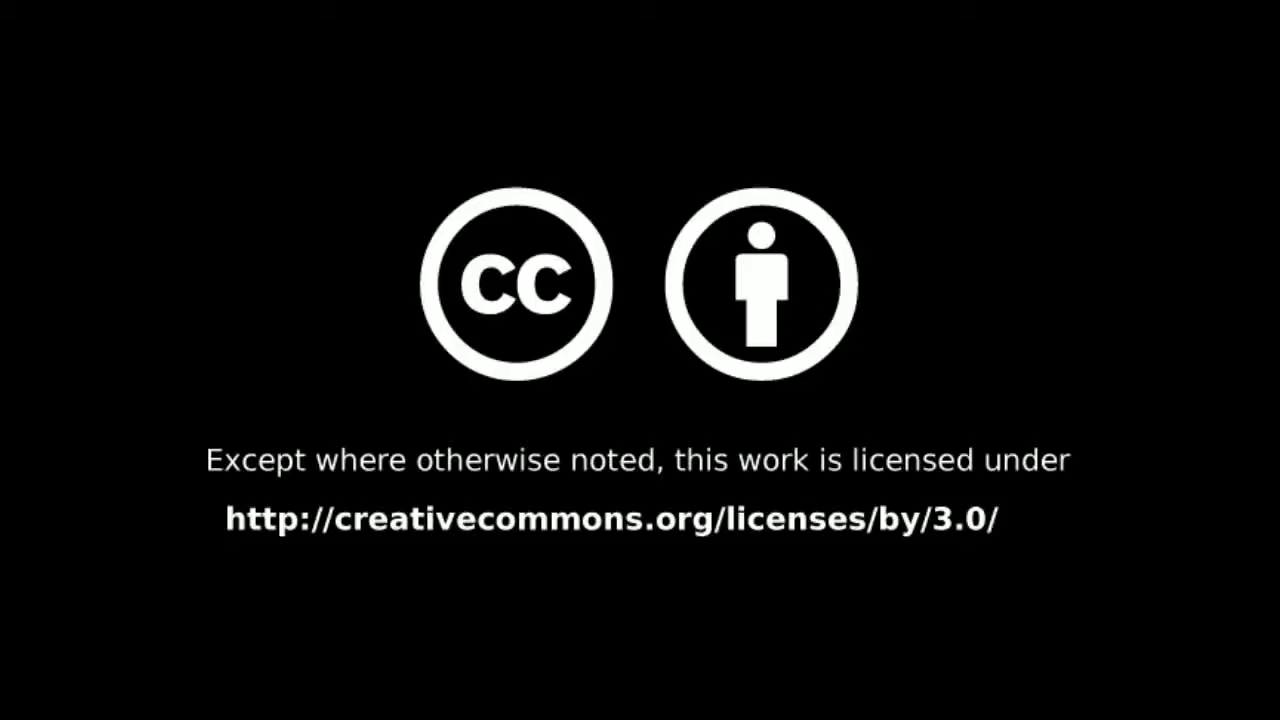 cc
Except where otherwise noted, this work is licensed under
http://creativecommons.org/licenses/by/3.0/